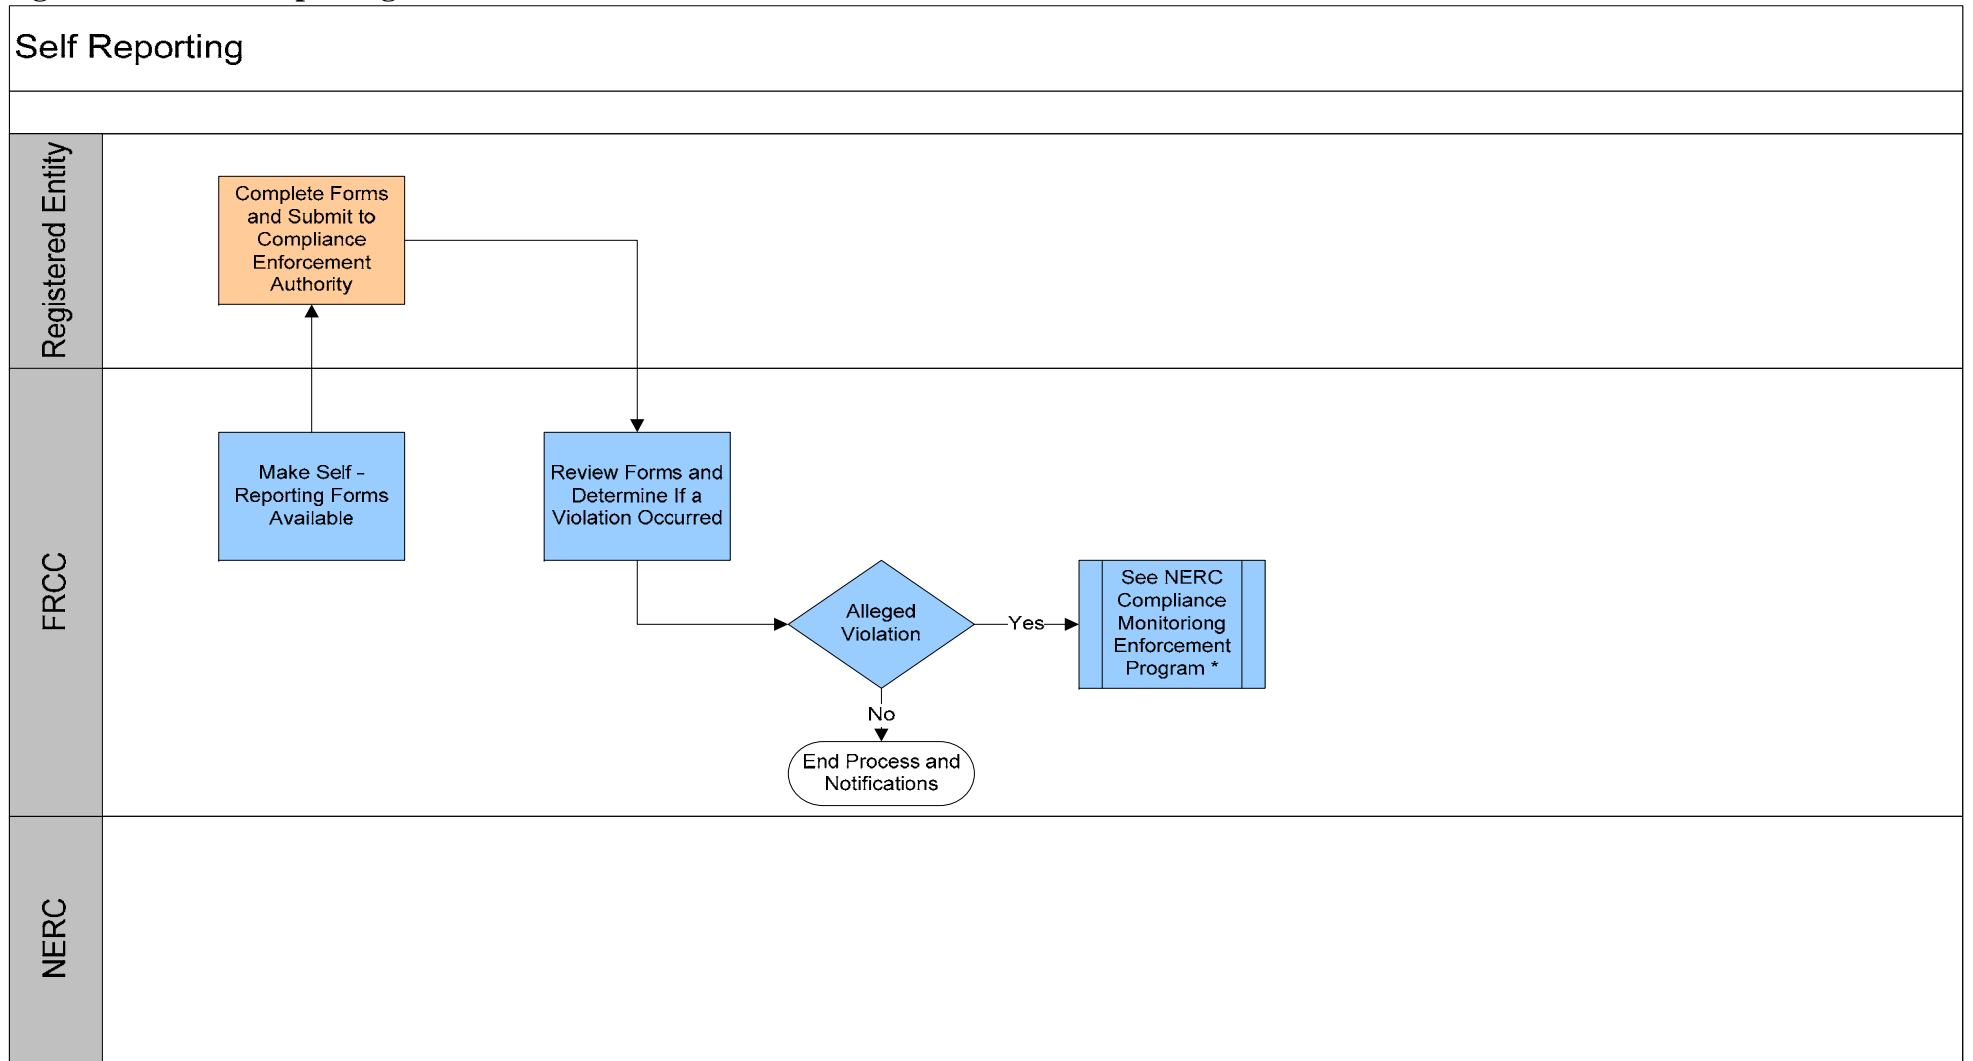 Self Reporting
Registered Entity
Complete Forms
and Submit to
Compliance
Enforcement
Authority
FRCC
Make Self -
Reporting Forms
Available
Review Forms and
Determine If a
Violation Occurred
Alleged
Violation
Yes
See NERC
Compliance
Monitoriong
Enforcement
Program *
No
End Process and
Notifications
NERC